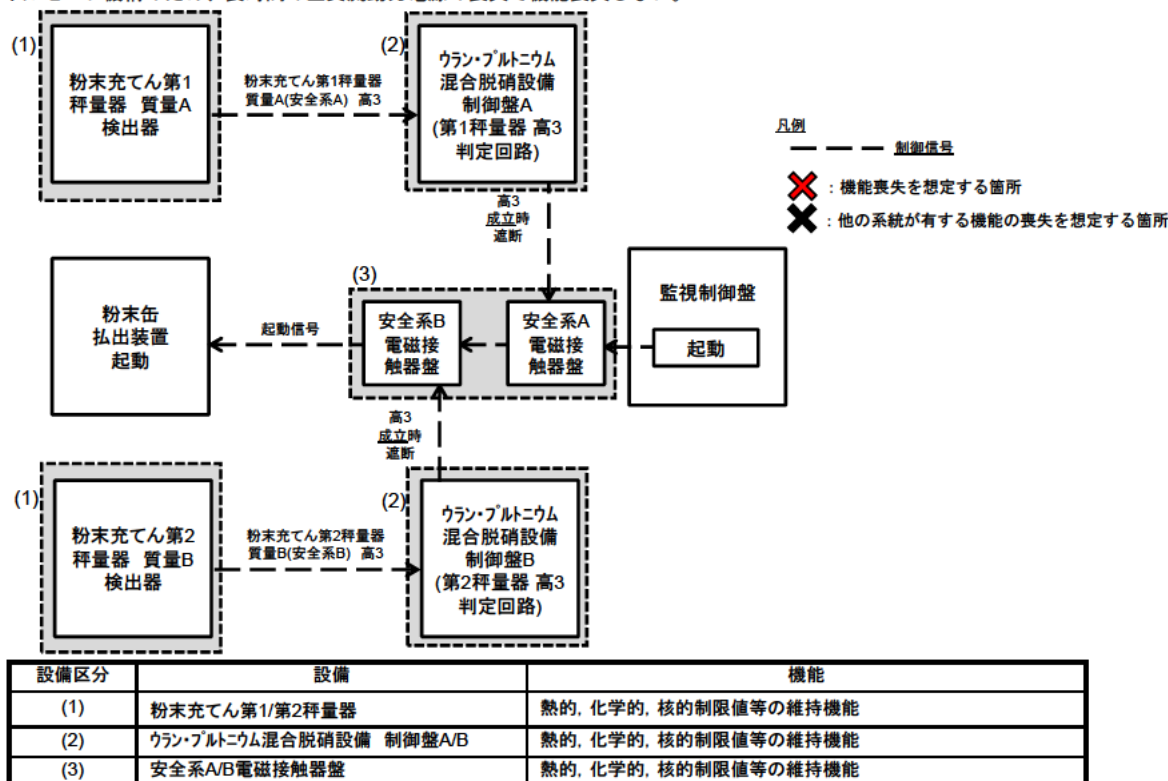 (1)
粉末充てん第1
秤量器 質量A
検出器
粉末充てん第1秤量器
質量A(安全系A) 高3
(2)
ウラン・プルトニウム
混合脱硝設備
制御盤A
(第1秤量器 高3
判定回路)
凡例
制御信号
：機能喪失を想定する箇所
：他の系統が有する機能の喪失を想定する箇所
高3
成立時
遮断
粉末缶
払出装置
起動
起動信号
(3)
安全系B
電磁接
触器盤
安全系A
電磁接
触器盤
監視制御盤
起動
高3
成立時
遮断
(1)
粉末充てん第2
秤量器 質量B
検出器
粉末充てん第2秤量器
質量B(安全系B) 高3
(2)
ウラン・プルトニウム
混合脱硝設備
制御盤B
(第2秤量器 高3
判定回路)
設備区分 設備 機能
(1) 粉末充てん第1/第2秤量器 熱的, 化学的, 核的制限値等の維持機能
(2) ウラン・プルトニウム混合脱硝設備 制御盤A/B 熱的, 化学的, 核的制限値等の維持機能
(3) 安全系A/B電磁接触器盤 熱的, 化学的, 核的制限値等の維持機能